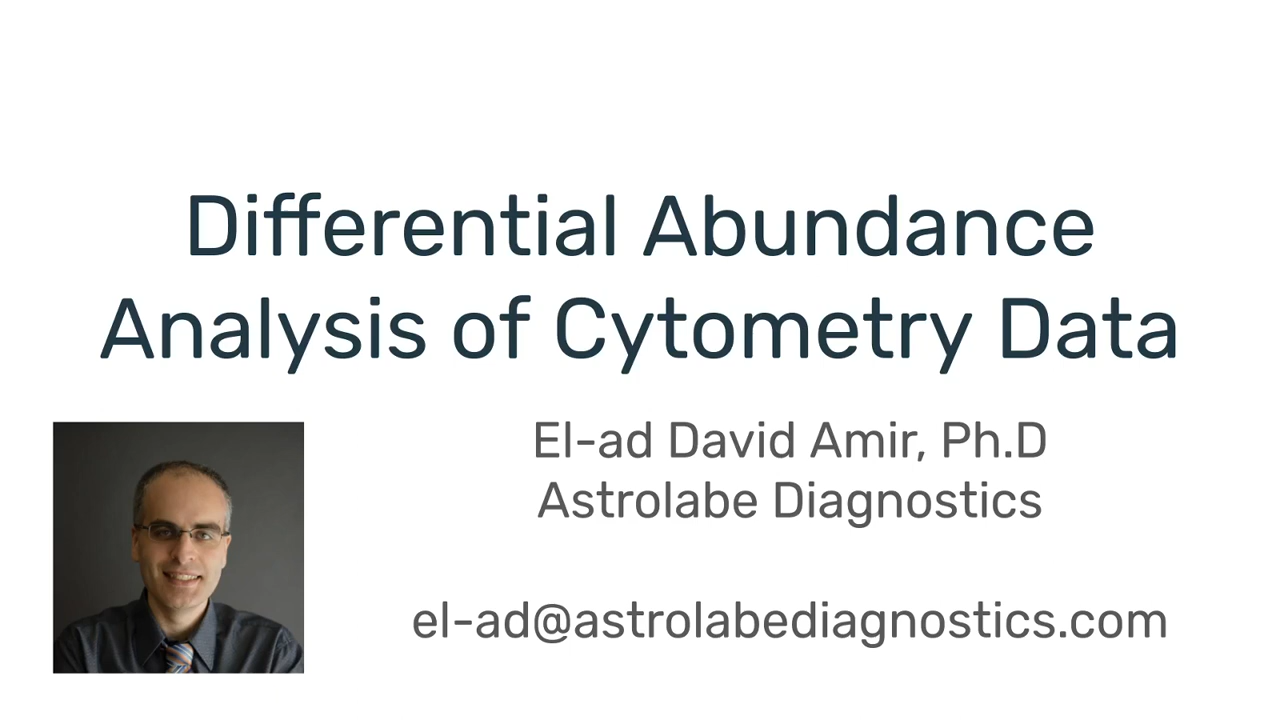 Differential Abundance
Analysis of Cytometry Data
El-ad David Amir, Ph.D
Astrolabe Diagnostics
el-ad@astrolabediagnostics.com